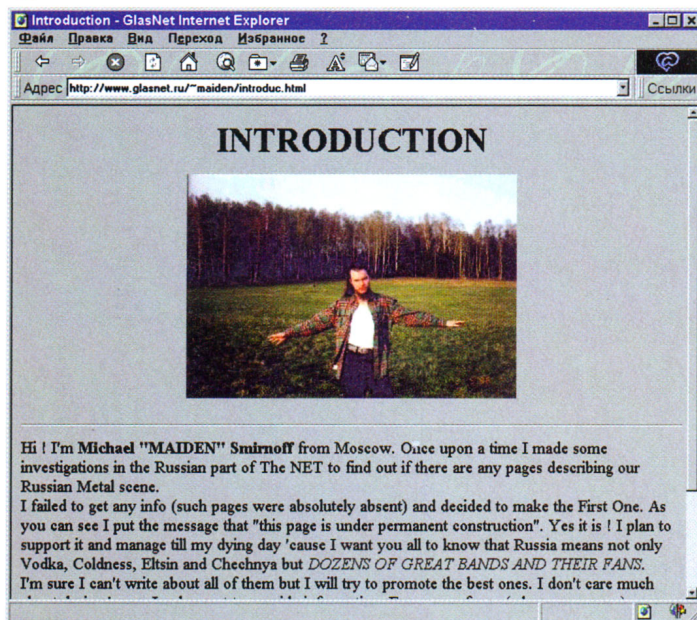 Introduction - GlasNet Internet Explorer
Файл Правка Вид Переход Избранное ?
Адрес http://www.glasnet.ru/~maiden/introduc.html Ссылки
INTRODUCTION
Hi ! I'm Michael "MAIDEN" Smirnoff from Moscow. Once upon a time I made some
investigations in the Russian part of The NET to find out if there are any pages describing our
Russian Metal scene.
I failed to get any info (such pages were absolutely absent) and decided to make the First One. As
you can see I put the message that "this page is under permanent construction". Yes it is ! I plan to
support it and manage till my dying day 'cause I want you all to know that Russia means not only
Vodka, Coldness, Eltsin and Chechnya but DOZENS OF GREAT BANDS AND THEIR FANS.
I'm sure I can't write about all of them but I will try to promote the best ones. I don't care much